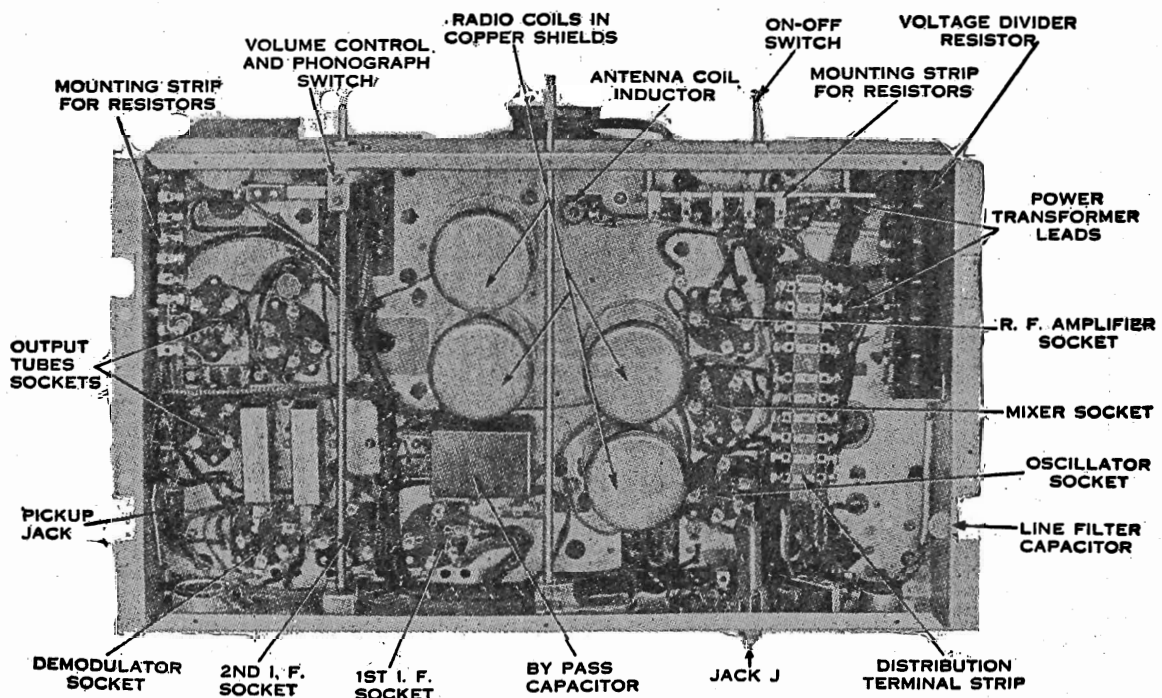 RADIO COILS IN
COPPER SHIELDS
ON-OFF
SWITCH
VOLTAGE DIVIDER
RESISTOR
VOLUME CONTROL
AND PHONOGRAPH
SWITCH
ANTENNA COIL
INDUCTOR
MOUNTING STRIP
FOR RESISTORS
MOUNTING STRIP
FOR RESISTORS
POWER
TRANSFORMER
LEADS
R. F. AMPLIFIER
SOCKET
OUTPUT
TUBES
SOCKETS
MIXER SOCKET
OSCILLATOR
SOCKET
PICKUP
JACK
LINE FILTER
CAPACITOR
DEMODULATOR
SOCKET
2ND I. F.
SOCKET
1ST I. F.
SOCKET
BY PASS
CAPACITOR
JACK J
DISTRIBUTION
TERMINAL STRIP